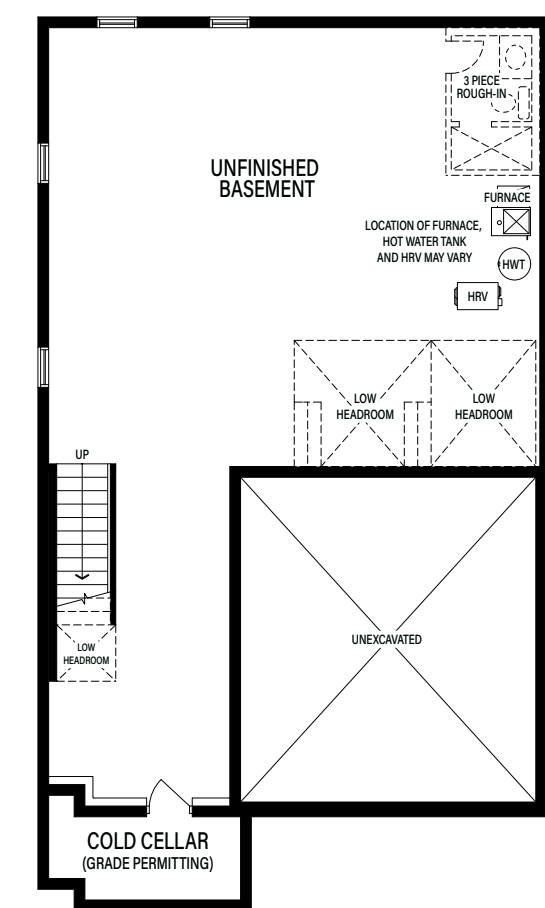 3 PIECE
ROUGH-IN
UNFINISHED
BASEMENT
FURNACE
LOCATION OF FURNACE,
HOT WATER TANK
AND HRV MAY VARY
HWT
HRV
LOW
HEADROOM
LOW
HEADROOM
UP
UNEXCAVATED
LOW
HEADROOM
COLD CELLAR
(GRADE PERMITTING)